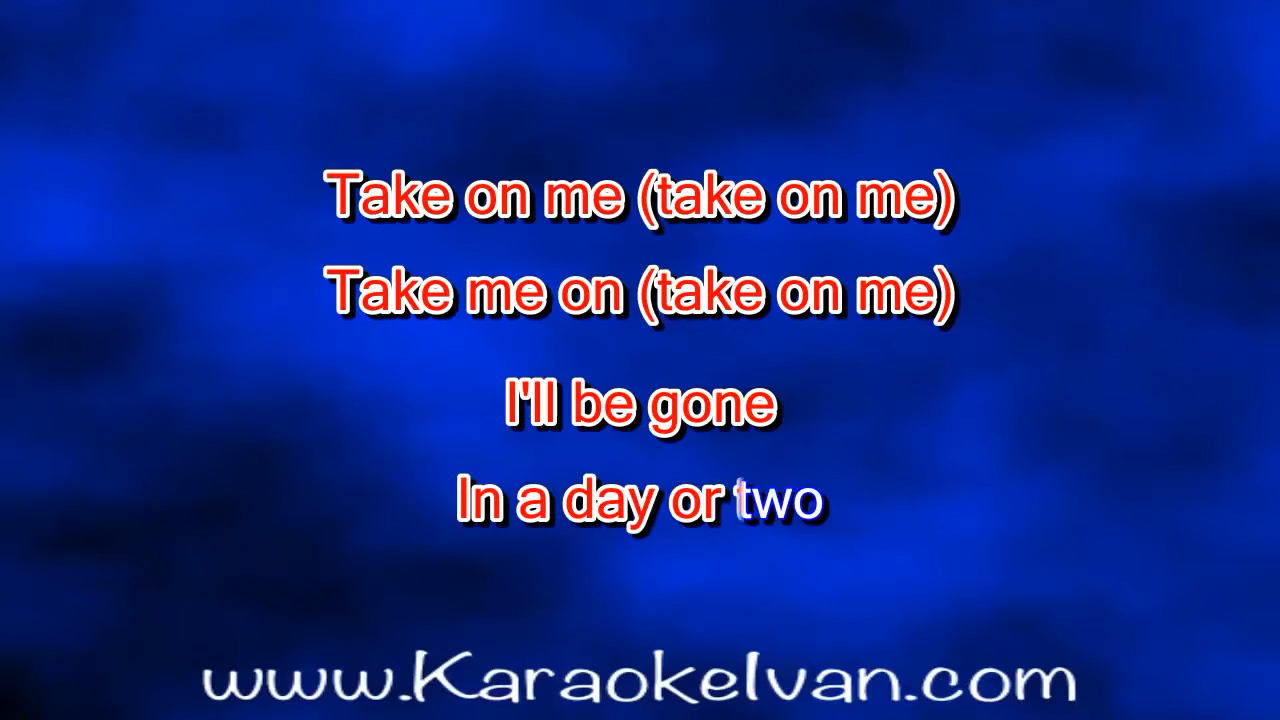 Take on me (take on me)
Take me on (take on me)
I'll be gone
In a day or two
www.KaraokeIvan.com